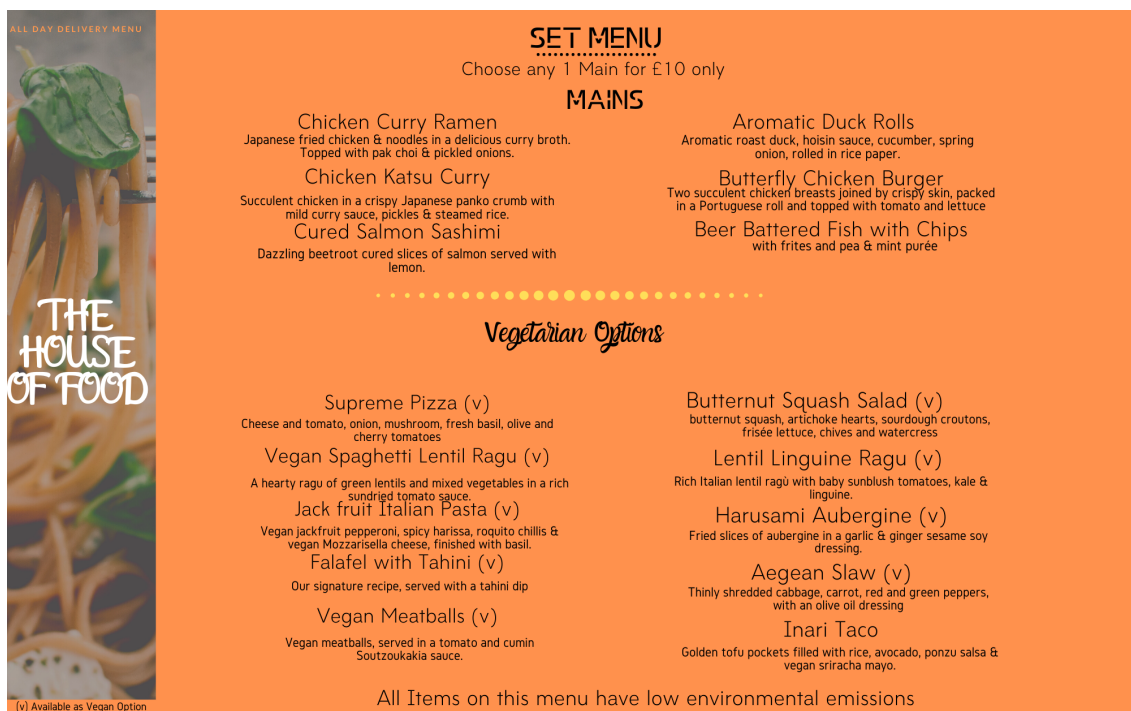 ALL DAY DELIVERY MENU
THE
HOUSE
OF FOOD
(v) Available as Vegan Option
SET MENU
Choose any 1 Main for £10 only
MAINS
Chicken Curry Ramen
Japanese fried chicken & noodles in a delicious curry broth.
Topped with pak choi & pickled onions.
Chicken Katsu Curry
Succulent chicken in a crispy Japanese panko crumb with
mild curry sauce, pickles & steamed rice.
Cured Salmon Sashimi
Dazzling beetroot cured slices of salmon served with
lemon.
Aromatic Duck Rolls
Aromatic roast duck, hoisin sauce, cucumber, spring
onion, rolled in rice paper.
Butterfly Chicken Burger
Two succulent chicken breasts joined by crispy skin, packed
in a Portuguese roll and topped with tomato and lettuce
Beer Battered Fish with Chips
with frites and pea & mint purée
Vegetarian Options
Supreme Pizza (v)
Cheese and tomato, onion, mushroom, fresh basil, olive and
cherry tomatoes
Vegan Spaghetti Lentil Ragu (v)
A hearty ragu of green lentils and mixed vegetables in a rich
sundried tomato sauce.
Jack fruit Italian Pasta (v)
Vegan jackfruit pepperoni, spicy harissa, roquito chillis &
vegan Mozzarisella cheese, finished with basil.
Falafel with Tahini (v)
Our signature recipe, served with a tahini dip
Vegan Meatballs (v)
Vegan meatballs, served in a tomato and cumin
Soutzoukakia sauce.
Butternut Squash Salad (v)
butternut squash, artichoke hearts, sourdough croutons,
frisée lettuce, chives and watercress
Lentil Linguine Ragu (v)
Rich Italian lentil ragù with baby sunblush tomatoes, kale &
linguine.
Harusami Aubergine (v)
Fried slices of aubergine in a garlic & ginger sesame soy
dressing.
Aegean Slaw (v)
Thinly shredded cabbage, carrot, red and green peppers,
with an olive oil dressing
Inari Taco
Golden tofu pockets filled with rice, avocado, ponzu salsa &
vegan sriracha mayo.
All Items on this menu have low environmental emissions